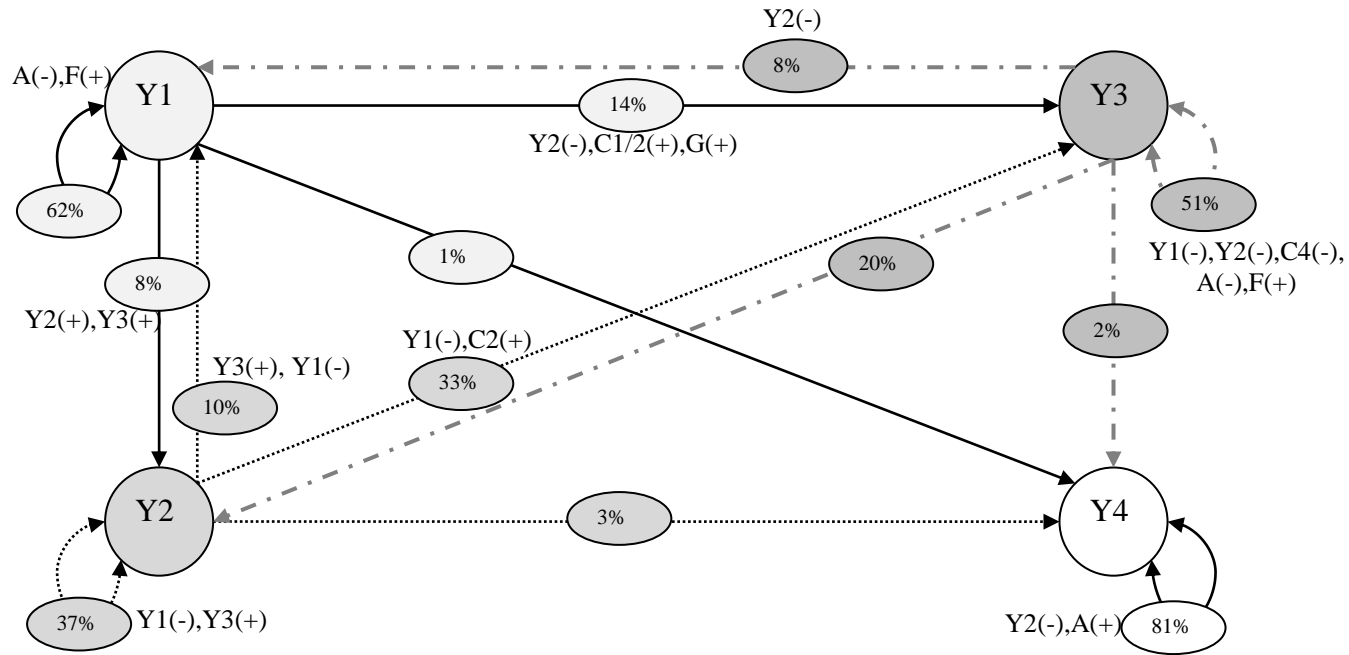 Y2(-)
8%
A(-),F(+)
Y1
Y3
14%
Y2(-),C1/2(+),G(+)
62%
51%
Y1(-),Y2(-),C4(-),
A(-),F(+)
1%
20%
8%
Y2(+),Y3(+)
2%
Y1(-),C2(+)
33%
Y3(+), Y1(-)
10%
Y2
3%
Y4
37%
Y1(-),Y3(+)
Y2(-),A(+)
81%